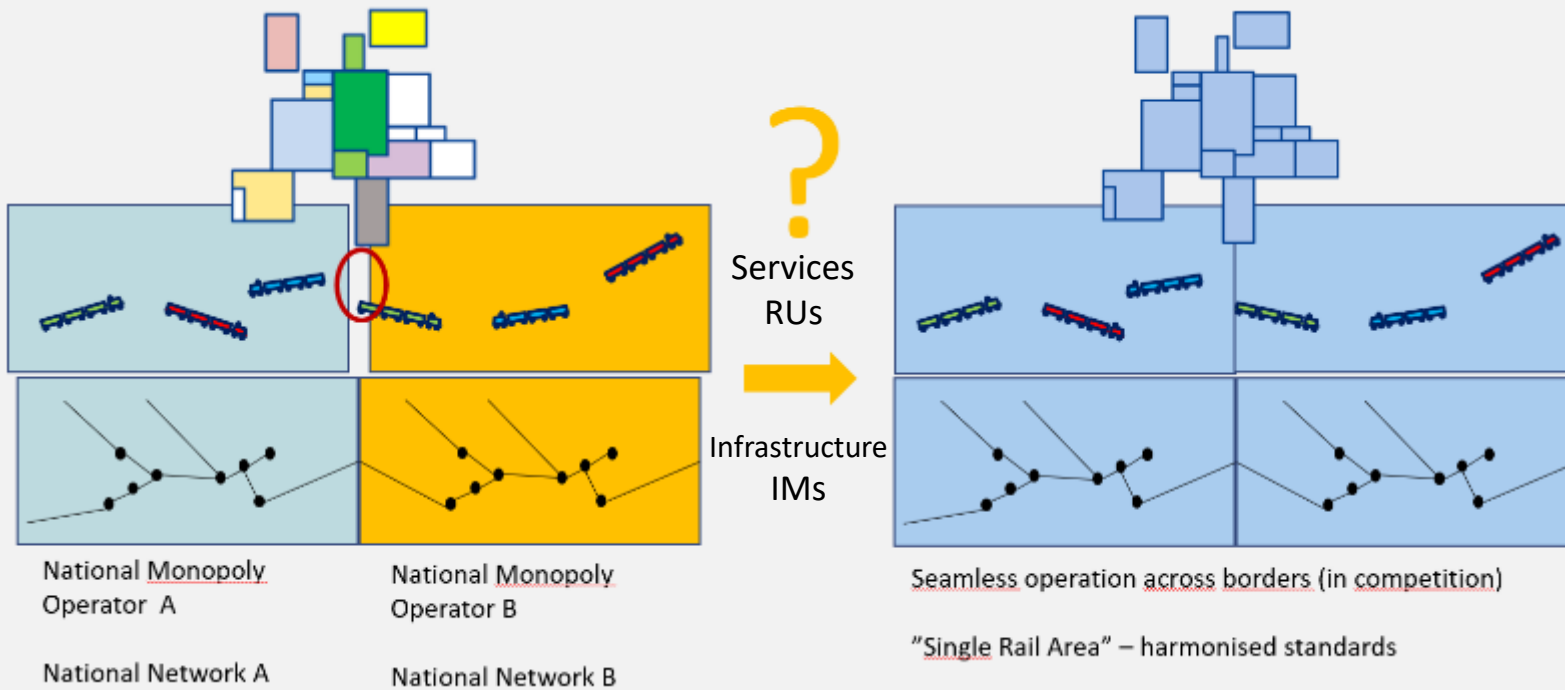 ?
Services
RUs
Infrastructure
IMs
National Monopoly
Operator  A
National Network A
National Monopoly
Operator B
National Network B
Seamless operation across borders (in competition)
”Single Rail Area” – harmonised standards